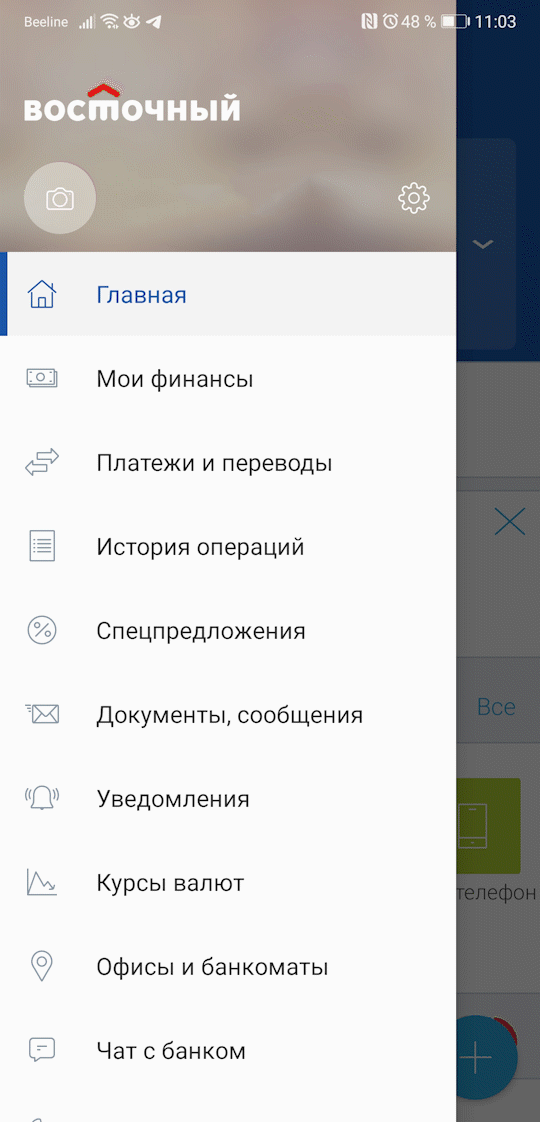 Beeline 48 % 11:03
восточный
Главная
Мои финансы
Платежи и переводы
История операций
Спецпредложения
Все
Документы, сообщения
Уведомления
Курсы валют
телефон
Офисы и банкоматы
Чат с банком